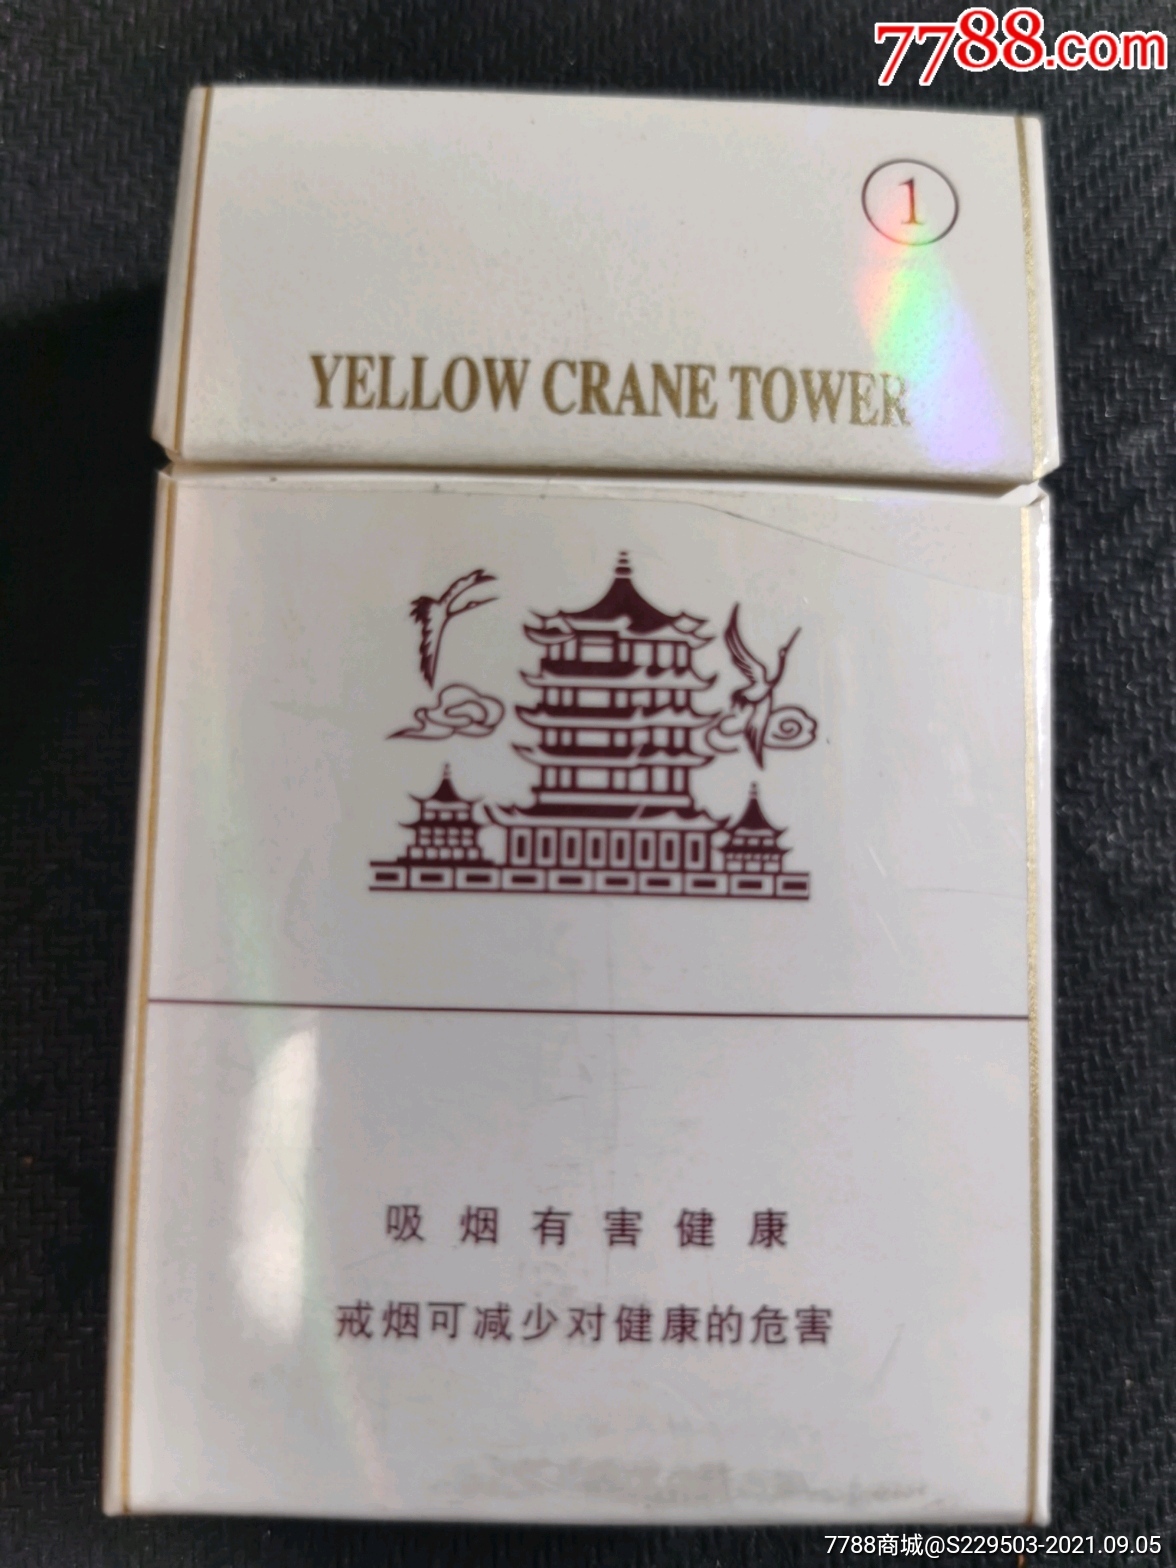 7788.com
1
YELLOW CRANE TOWER
吸烟有害健康
戒烟可减少对健康的危害
7788商城@S229503-2021.09.05